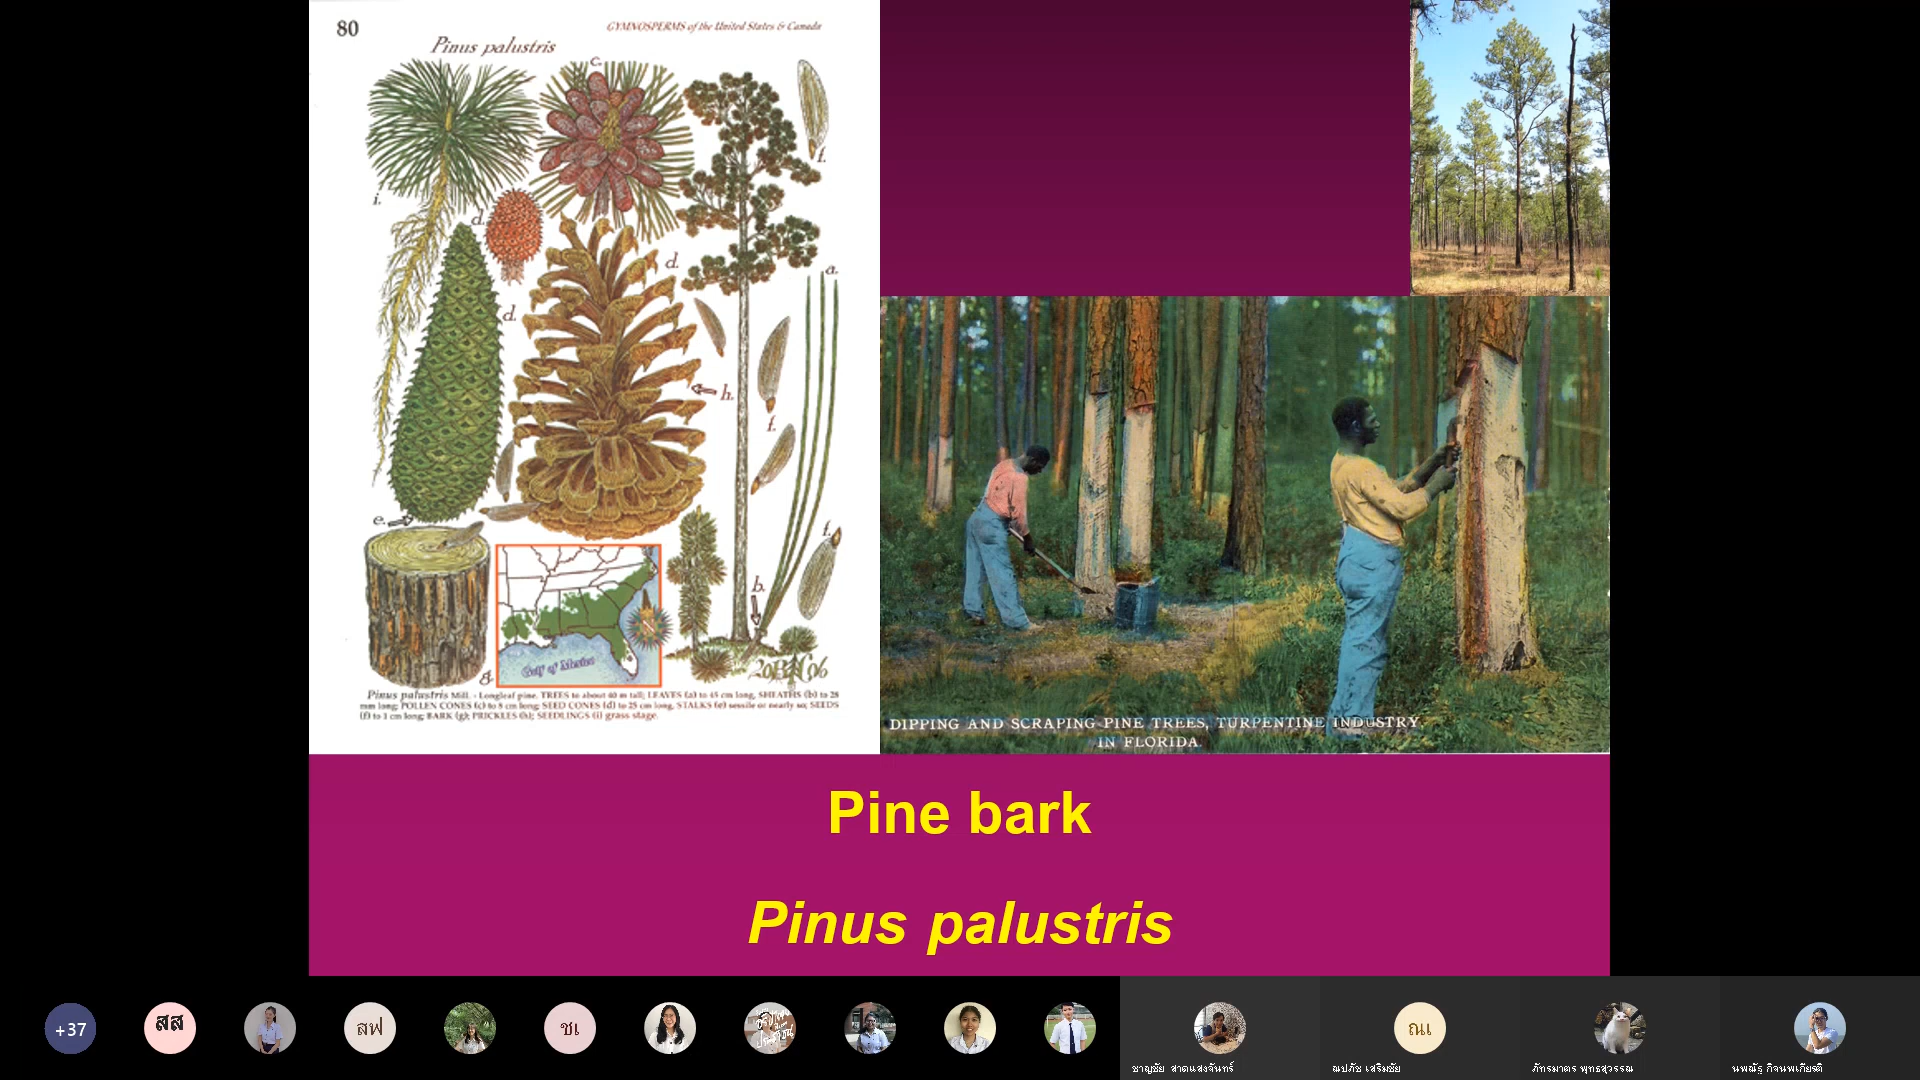 80
GYMNOSPERMS of the United States & Canada
Pinus palustris
c.
f.
i.
d.
d.
a.
d.
h.
f.
e.
f.
b.
g.
Gulf of Mexico
Pinus palustris Mill. - Longleaf pine. TREES to about 40 m tall; LEAVES (a) to 45 cm long, SHEATHS (b) to 28
mm long; POLLEN CONES (c) to 8 cm long; SEED CONES (d) to 25 cm long, STALKS (e) sessile or nearly so; SEEDS
(f) to 1 cm long; BARK (g); PRICKLES (h); SEEDLINGS (i) grass stage.
DIPPING AND SCRAPING PINE TREES, TURPENTINE INDUSTRY,
IN FLORIDA.
Pine bark
Pinus palustris
+37
สส
สฟ
ชเ
ณเ
ชาญชัย สาดแสงจันทร์
ณปภัช เสริมชัย
ภัทรมาตร พุทธสุวรรณ
นพณัฐ กิจนพเกียรติ